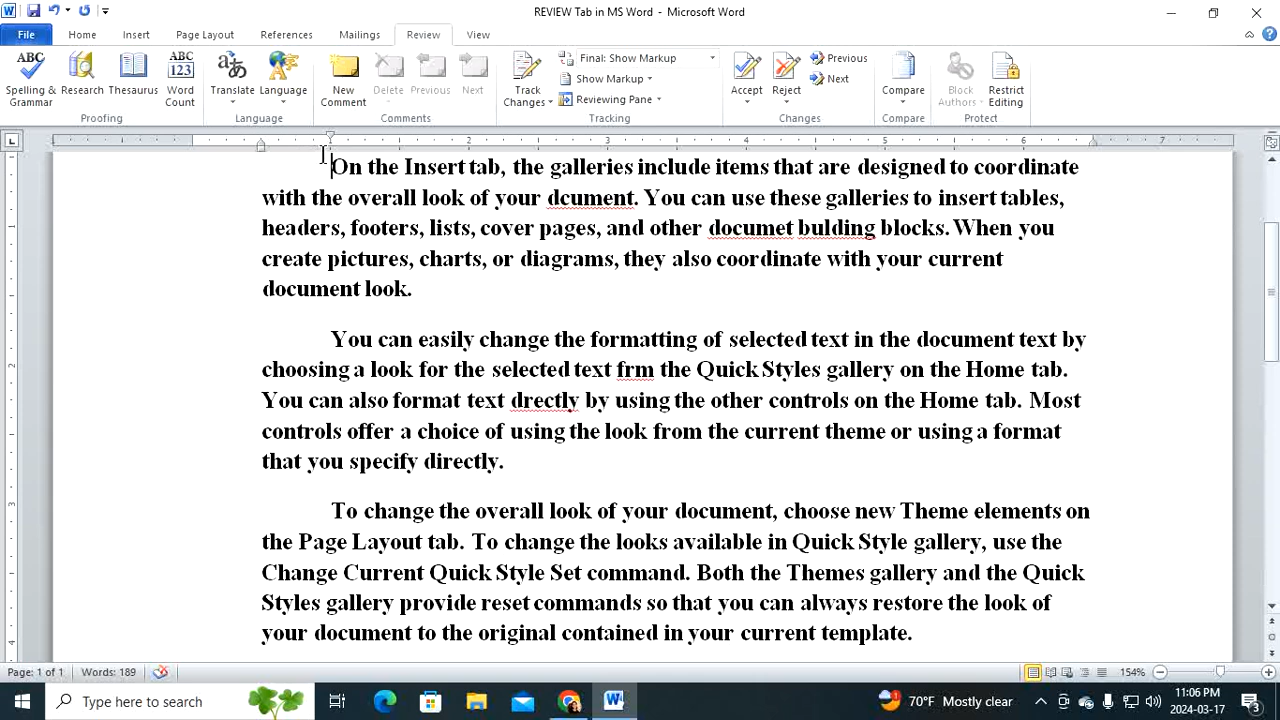 REVIEW Tab in MS Word - Microsoft Word
File Home Insert Page Layout References Mailings Review View
ABC ABC 123
Spelling & Grammar Research Thesaurus Word Count Translate Language New Comment Delete Previous Next Track Changes Final: Show Markup Show Markup Reviewing Pane Accept Reject Previous Next Compare Block Authors Restrict Editing
Proofing Language Comments Tracking Changes Compare Protect
1 2 3 4 5 6 7
On the Insert tab, the galleries include items that are designed to coordinate
with the overall look of your dcument. You can use these galleries to insert tables,
headers, footers, lists, cover pages, and other documet bulding blocks. When you
create pictures, charts, or diagrams, they also coordinate with your current
document look.
You can easily change the formatting of selected text in the document text by
choosing a look for the selected text frm the Quick Styles gallery on the Home tab.
You can also format text drectly by using the other controls on the Home tab. Most
controls offer a choice of using the look from the current theme or using a format
that you specify directly.
To change the overall look of your document, choose new Theme elements on
the Page Layout tab. To change the looks available in Quick Style gallery, use the
Change Current Quick Style Set command. Both the Themes gallery and the Quick
Styles gallery provide reset commands so that you can always restore the look of
your document to the original contained in your current template.
Page: 1 of 1 Words: 189 154%
Type here to search 70°F Mostly clear 11:06 PM
2024-03-17 3